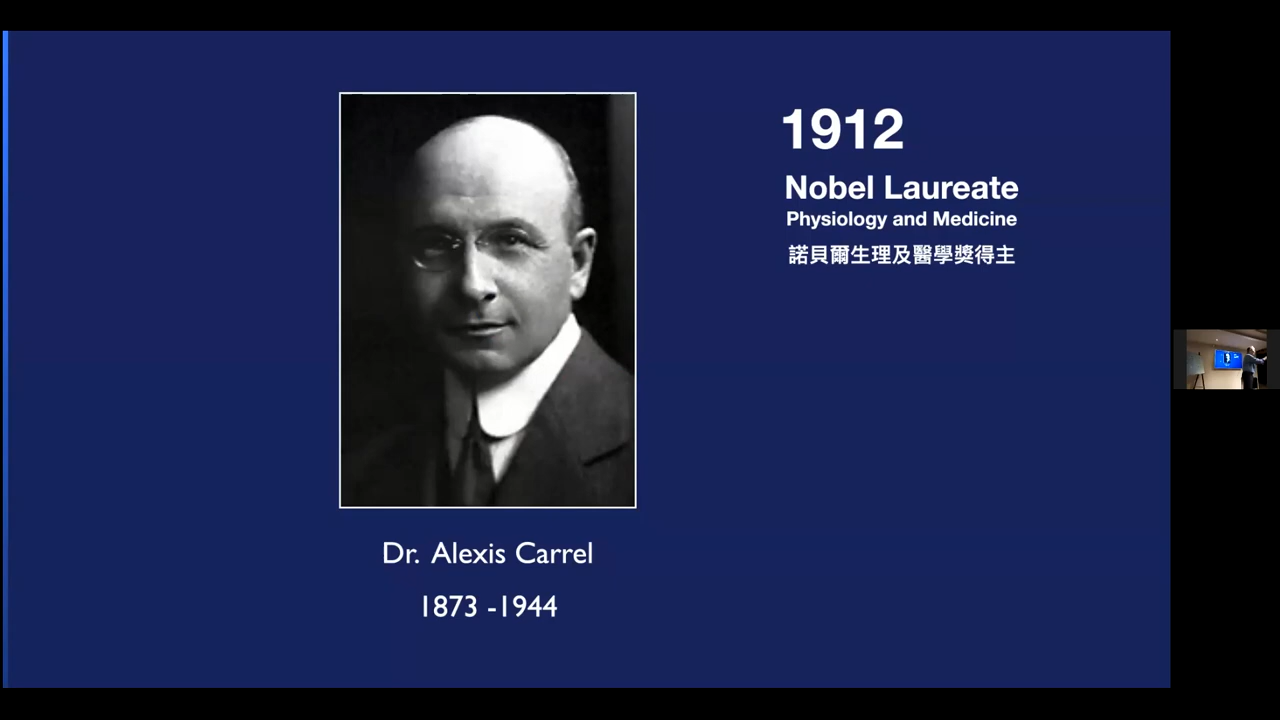 1912
Nobel Laureate
Physiology and Medicine
諾貝爾生理及醫學獎得主
Dr. Alexis Carrel
1873 -1944